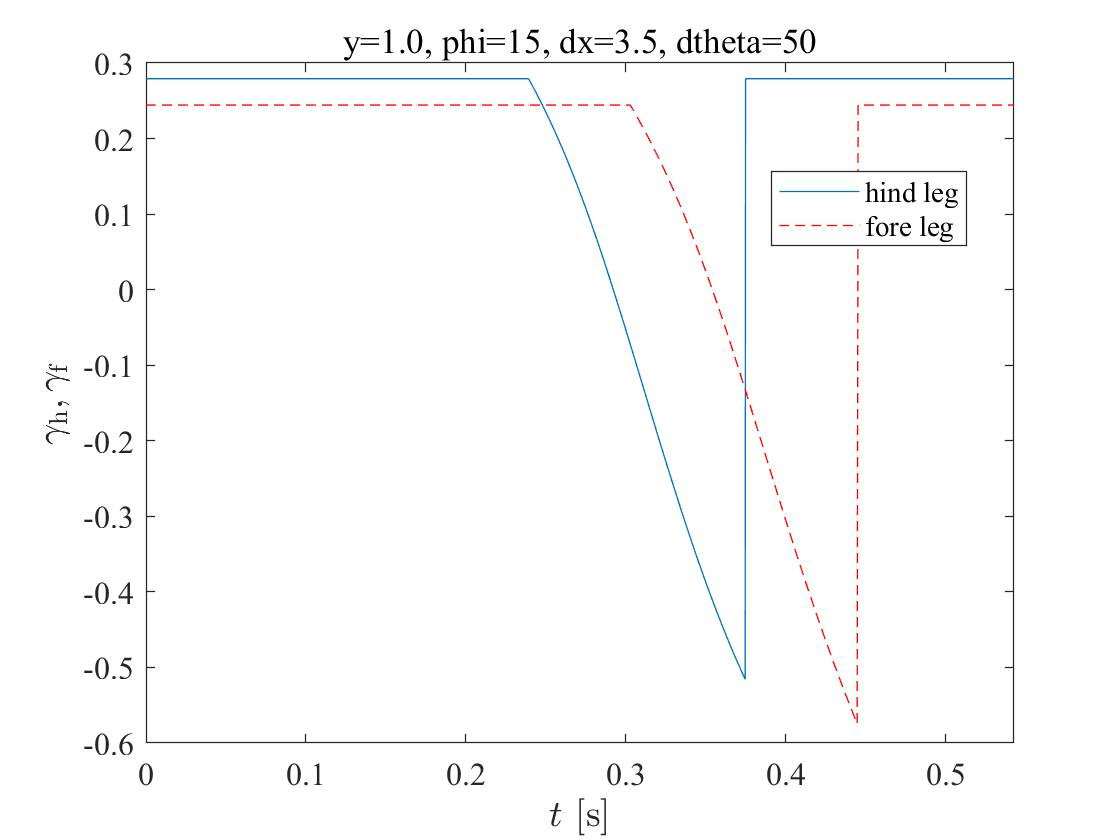 y=1.0, phi=15, dx=3.5, dtheta=50
0.3
0.2
0.1
0
-0.1
-0.2
-0.3
-0.4
-0.5
-0.6
γh, γf
hind leg
fore leg
0 0.1 0.2 0.3 0.4 0.5
t [s]